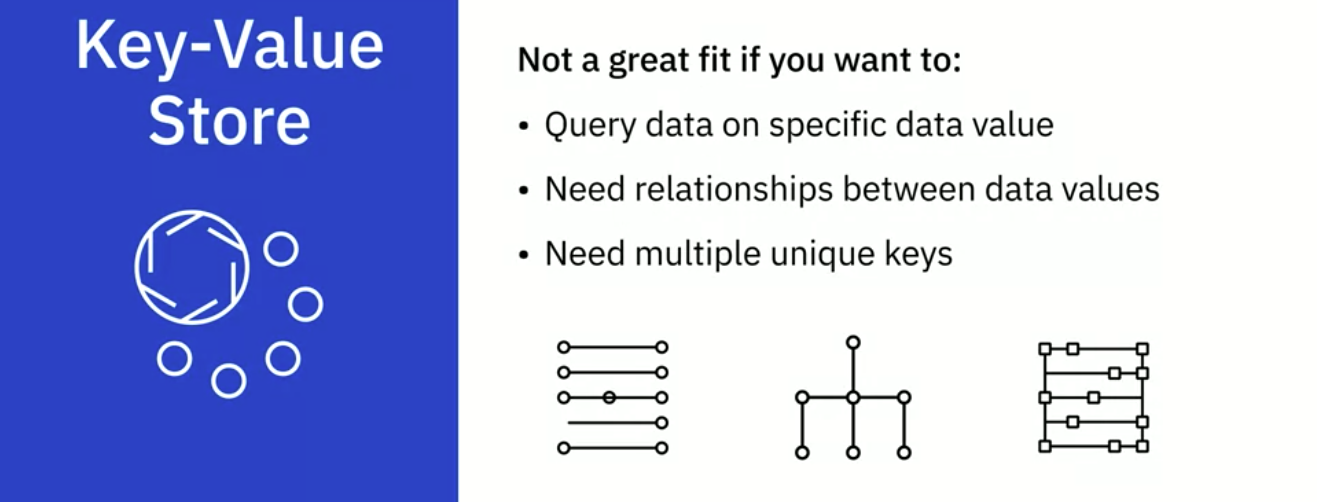 Key-Value
Store
Not a great fit if you want to:
• Query data on specific data value
• Need relationships between data values
• Need multiple unique keys